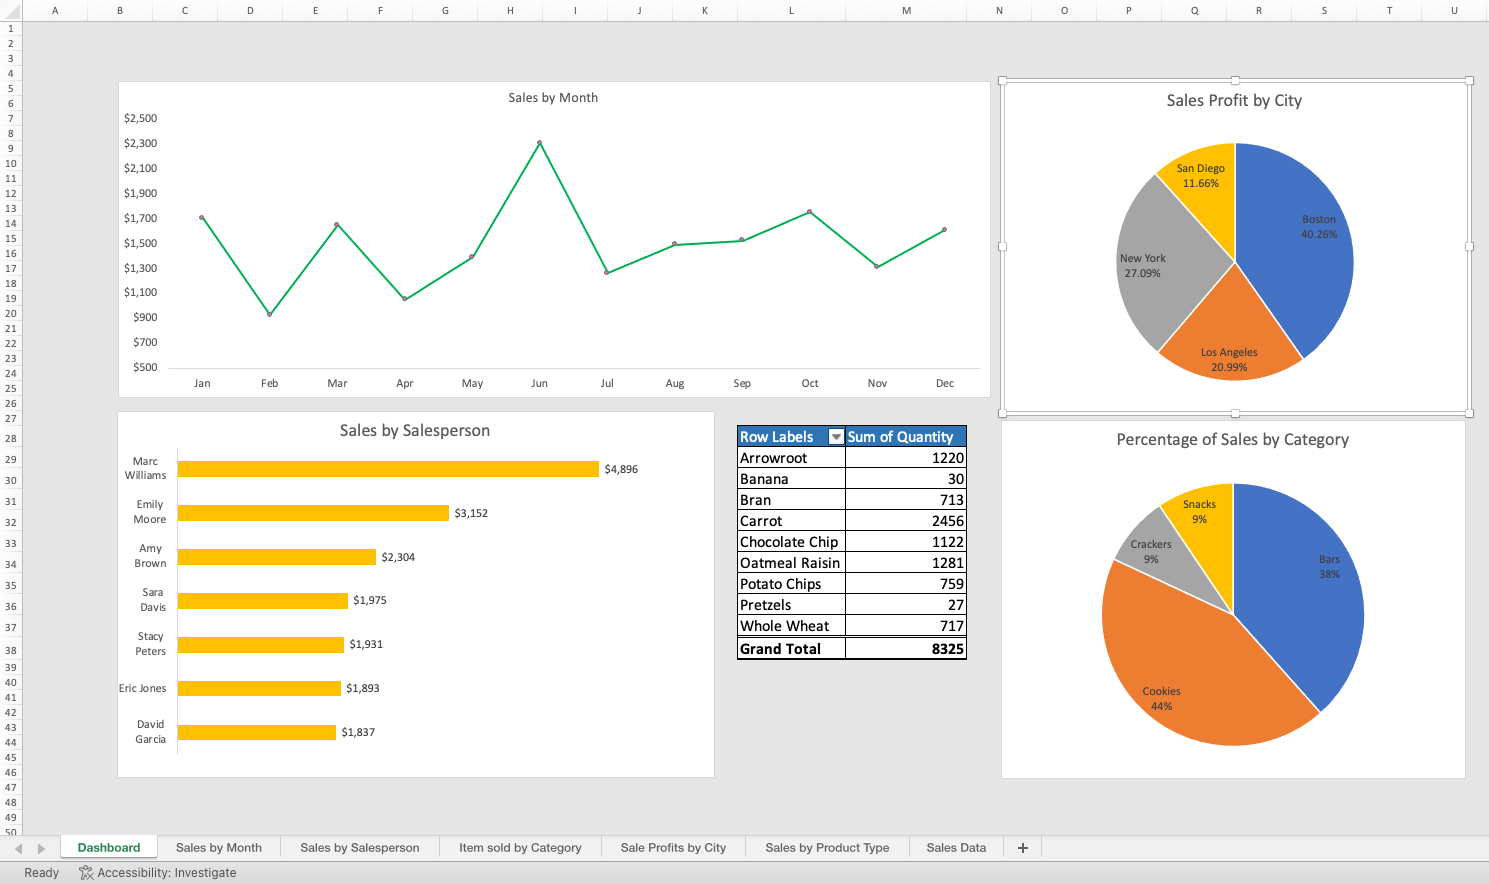 A B C D E F G H I J K L M N O P Q R S T U
1
2
3
4
5
6
7
8
9
10
11
12
13
14
15
16
17
18
19
20
21
22
23
24
25
26
27
28
29
30
31
32
33
34
35
36
37
38
39
40
41
42
43
44
45
46
47
48
49
50
Sales by Month
$2,500
$2,300
$2,100
$1,900
$1,700
$1,500
$1,300
$1,100
$900
$700
$500
Jan Feb Mar Apr May Jun Jul Aug Sep Oct Nov Dec
Sales Profit by City
San Diego
11.66%
Boston
40.26%
New York
27.09%
Los Angeles
20.99%
Sales by Salesperson
Marc
Williams
$4,896
Emily
Moore
$3,152
Amy
Brown
$2,304
Sara
Davis
$1,975
Stacy
Peters
$1,931
Eric Jones
$1,893
David
Garcia
$1,837
Row Labels Sum of Quantity
Arrowroot 1220
Banana 30
Bran 713
Carrot 2456
Chocolate Chip 1122
Oatmeal Raisin 1281
Potato Chips 759
Pretzels 27
Whole Wheat 717
Grand Total 8325
Percentage of Sales by Category
Snacks
9%
Crackers
9%
Bars
38%
Cookies
44%
Dashboard Sales by Month Sales by Salesperson Item sold by Category Sale Profits by City Sales by Product Type Sales Data +
Ready Accessibility: Investigate